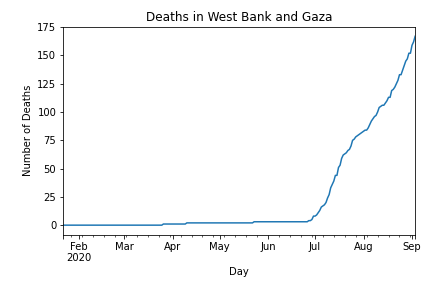 Deaths in West Bank and Gaza
175
150
125
100
75
50
25
0
Number of Deaths
Feb Mar Apr May Jun Jul Aug Sep
2020
Day